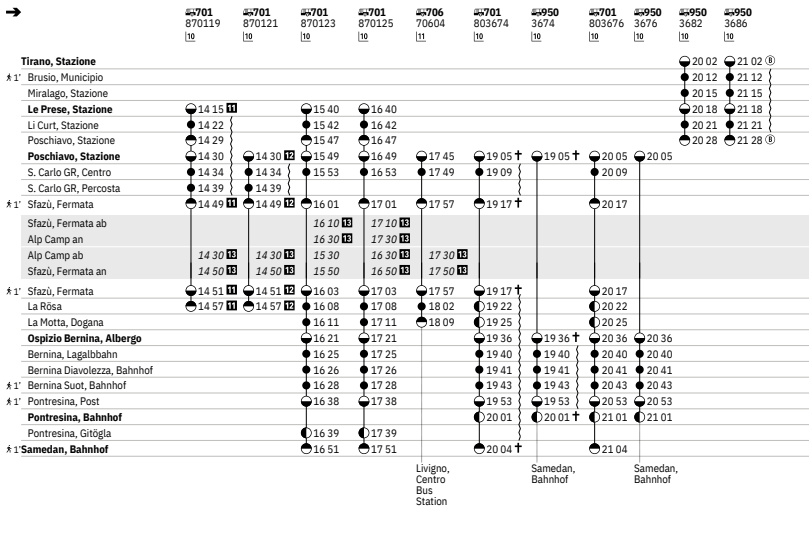 701 701 701 701 706 701 950 701 950 950 950
870119 870121 870123 870125 70604 803674 3674 803676 3676 3682 3686
10 10 10 10 11 10 10 10 10 10 10
Tirano, Stazione 20 02 21 02 B
1' Brusio, Municipio 20 12 21 12
Miralago, Stazione 20 15 21 15
Le Prese, Stazione 14 15 11 15 40 16 40 20 18 21 18
Li Curt, Stazione 14 22 15 42 16 42 20 21 21 21
Poschiavo, Stazione 14 29 15 47 16 47 20 28 21 28 B
Poschiavo, Stazione 14 30 14 30 12 15 49 16 49 17 45 19 05 ✝ 19 05 ✝ 20 05 20 05
S. Carlo GR, Centro 14 34 14 34 15 53 16 53 17 49 19 09 20 09
S. Carlo GR, Percosta 14 39 14 39
1' Sfazù, Fermata 14 49 11 14 49 12 16 01 17 01 17 57 19 17 ✝ 20 17
Sfazù, Fermata ab 16 10 13 17 10 13
Alp Camp an 16 30 13 17 30 13
Alp Camp ab 14 30 13 14 30 13 15 30 16 30 13 17 30 13
Sfazù, Fermata an 14 50 13 14 50 13 15 50 16 50 13 17 50 13
1' Sfazù, Fermata 14 51 11 14 51 12 16 03 17 03 17 57 19 17 ✝ 20 17
La Rösa 14 57 11 14 57 12 16 08 17 08 18 02 19 22 20 22
La Motta, Dogana 16 11 17 11 18 09 19 25 20 25
Ospizio Bernina, Albergo 16 21 17 21 19 36 19 36 ✝ 20 36 20 36
Bernina, Lagalbbahn 16 25 17 25 19 40 19 40 20 40 20 40
Bernina Diavolezza, Bahnhof 16 26 17 26 19 41 19 41 20 41 20 41
1' Bernina Suot, Bahnhof 16 28 17 28 19 43 19 43 20 43 20 43
1' Pontresina, Post 16 38 17 38 19 53 19 53 20 53 20 53
Pontresina, Bahnhof 20 01 20 01 ✝ 21 01 21 01
Pontresina, Gitögla 16 39 17 39
1' Samedan, Bahnhof 16 51 17 51 20 04 ✝ 21 04
Livigno, Samedan, Samedan,
Centro Bahnhof Bahnhof
Bus
Station